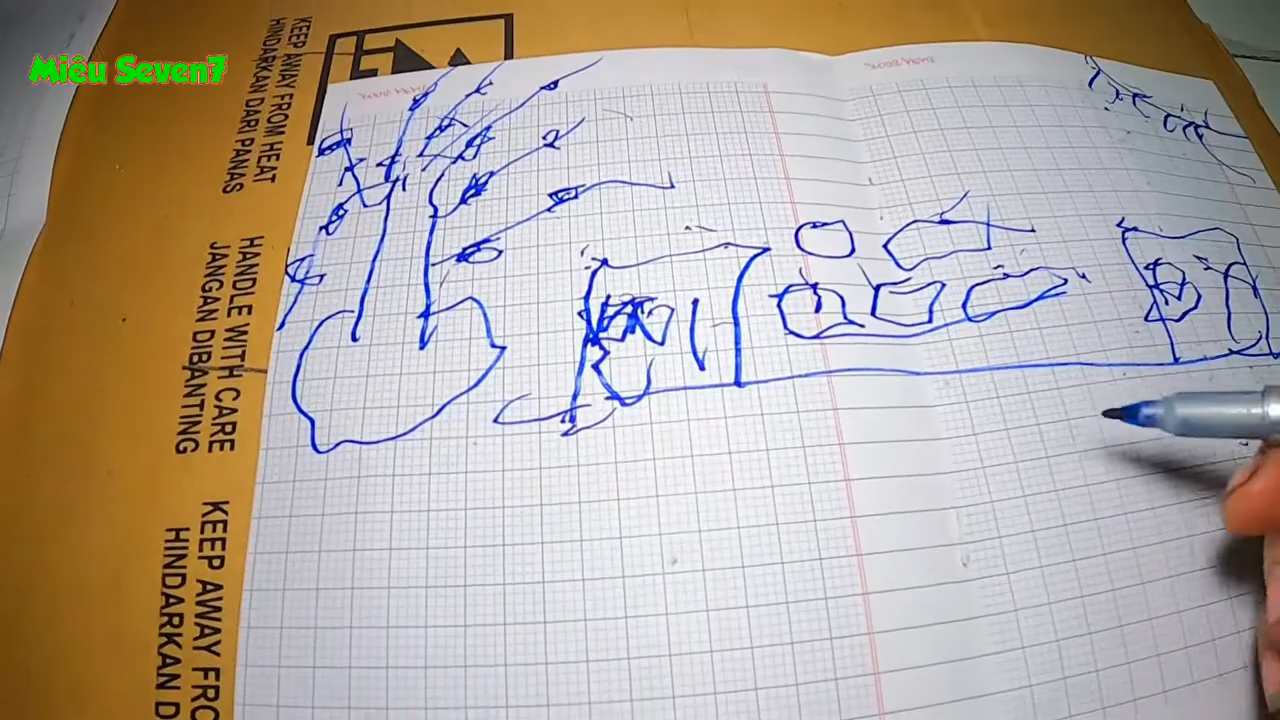 Miêu Seven7
KEEP AWAY FROM HEAT
HINDARKAN DARI PANAS
HANDLE WITH CARE
JANGAN DIBANTING
KEEP AWAY FRO
HINDARKAN D